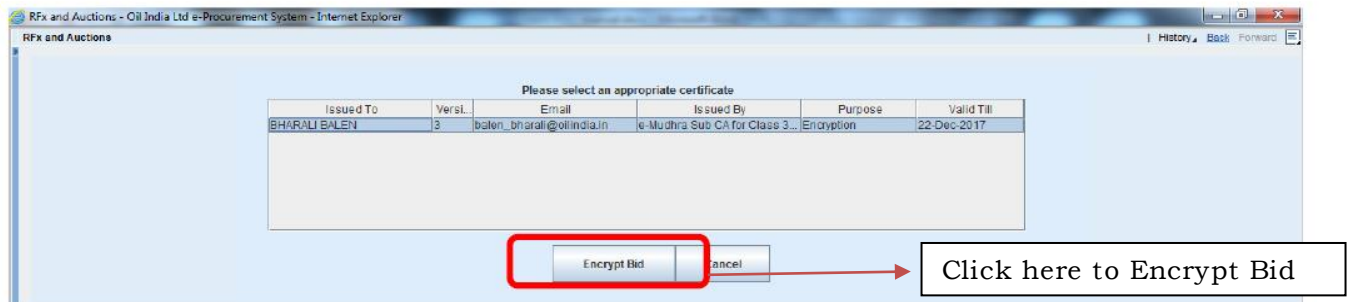 RFx and Auctions - Oil India Ltd e-Procurement System - Internet Explorer
RFx and Auctions | History Back Forward
Please select an appropriate certificate
Issued To Versi... Email Issued By Purpose Valid Till
BHARALI BALEN 3 balen_bharali@oilindia.in e-Mudhra Sub CA for Class 3... Encryption 22-Dec-2017
Encrypt Bid Cancel
Click here to Encrypt Bid